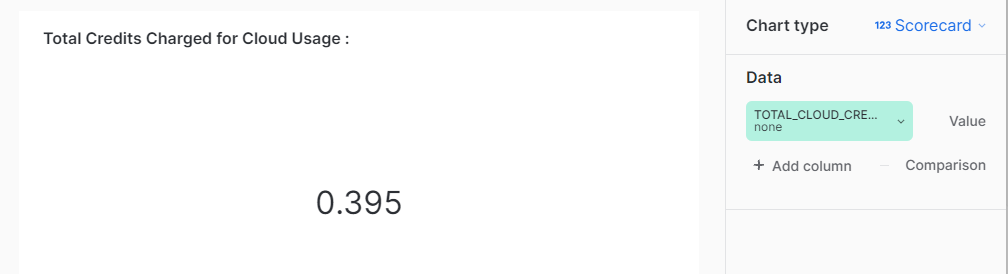 Total Credits Charged for Cloud Usage :
0.395
Chart type
123 Scorecard
Data
TOTAL_CLOUD_CRE...
none
Value
+ Add column
Comparison